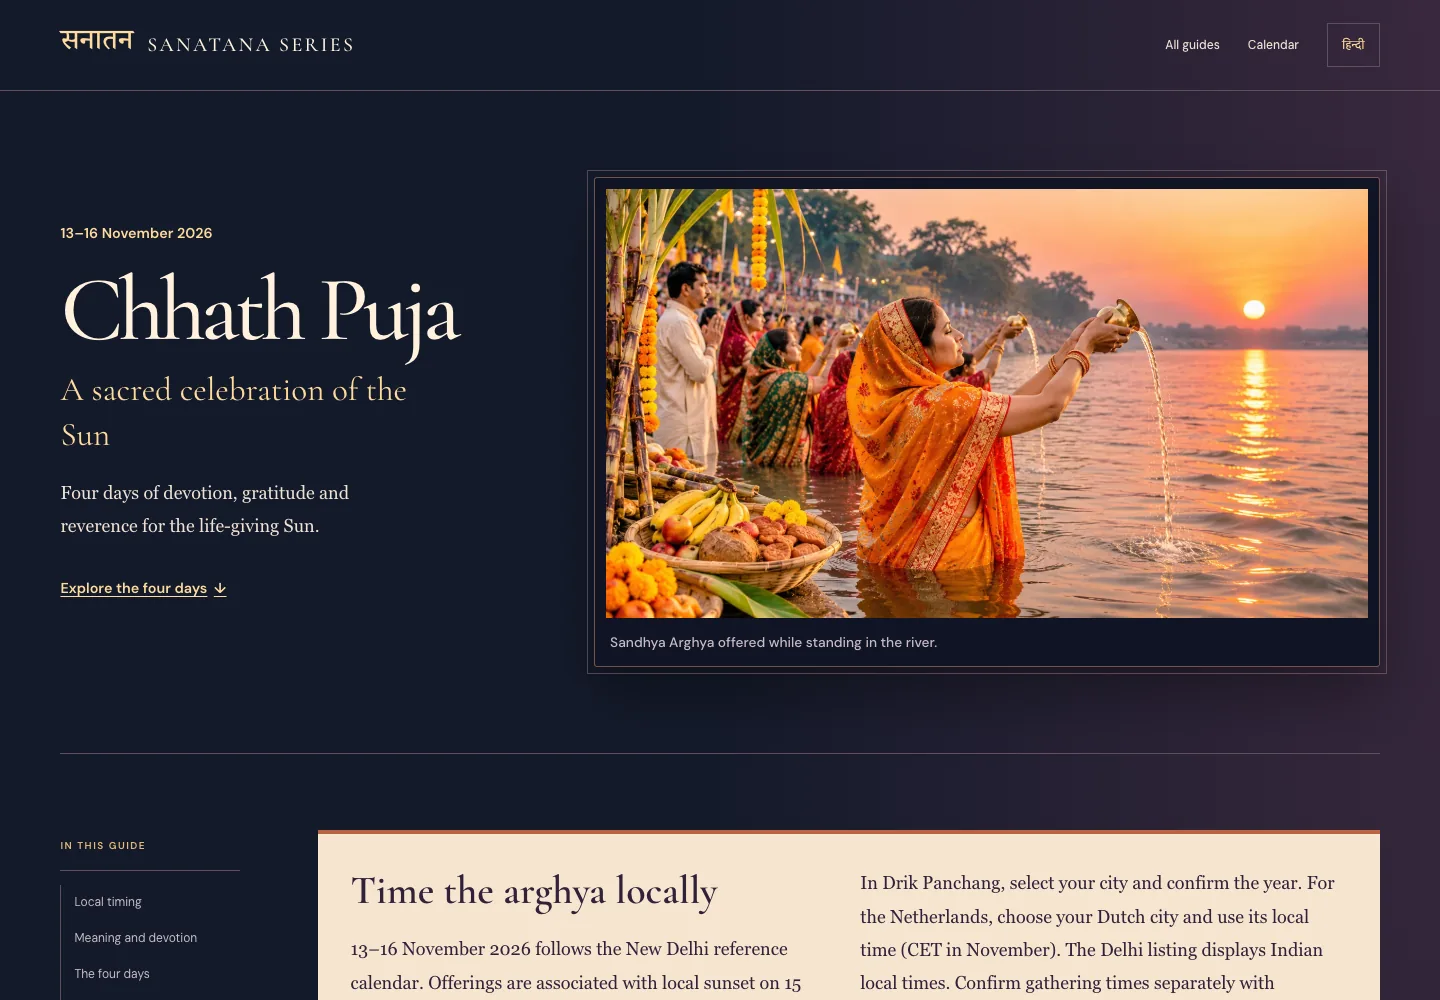 सनातन SANATANA SERIES
All guides
Calendar
हिन्दी
13–16 November 2026
Chhath Puja
A sacred celebration of the
Sun
Four days of devotion, gratitude and
reverence for the life-giving Sun.
Explore the four days ↓
Sandhya Arghya offered while standing in the river.
IN THIS GUIDE
Local timing
Meaning and devotion
The four days
Time the arghya locally
13–16 November 2026 follows the New Delhi reference
calendar. Offerings are associated with local sunset on 15
In Drik Panchang, select your city and confirm the year. For
the Netherlands, choose your Dutch city and use its local
time (CET in November). The Delhi listing displays Indian
local times. Confirm gathering times separately with